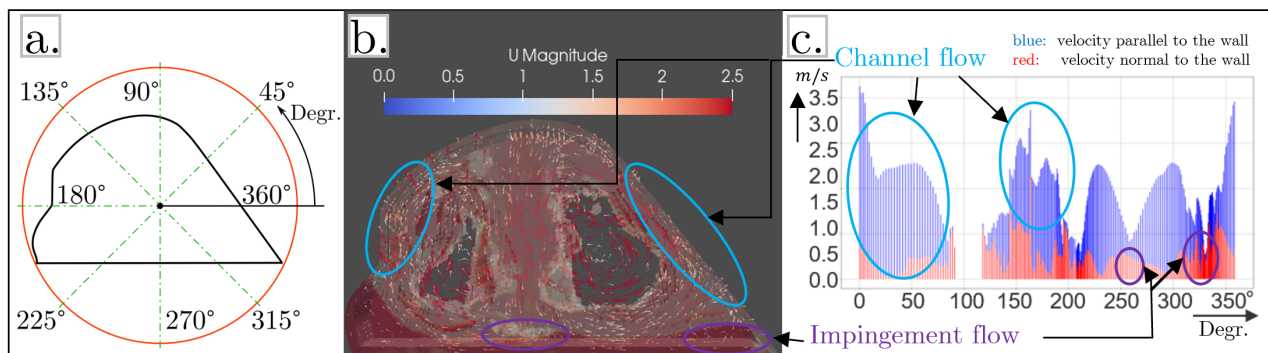 a.
135°
90°
45°
Degr.
180°
360°
225°
270°
315°
b.
U Magnitude
0.0 0.5 1 1.5 2 2.5
Channel flow
Impingement flow
c.
blue: velocity parallel to the wall
red: velocity normal to the wall
m/s
3.5
3.0
2.5
2.0
1.5
1.0
0.5
0.0
0 50 100 150 200 250 300 350°
Degr.